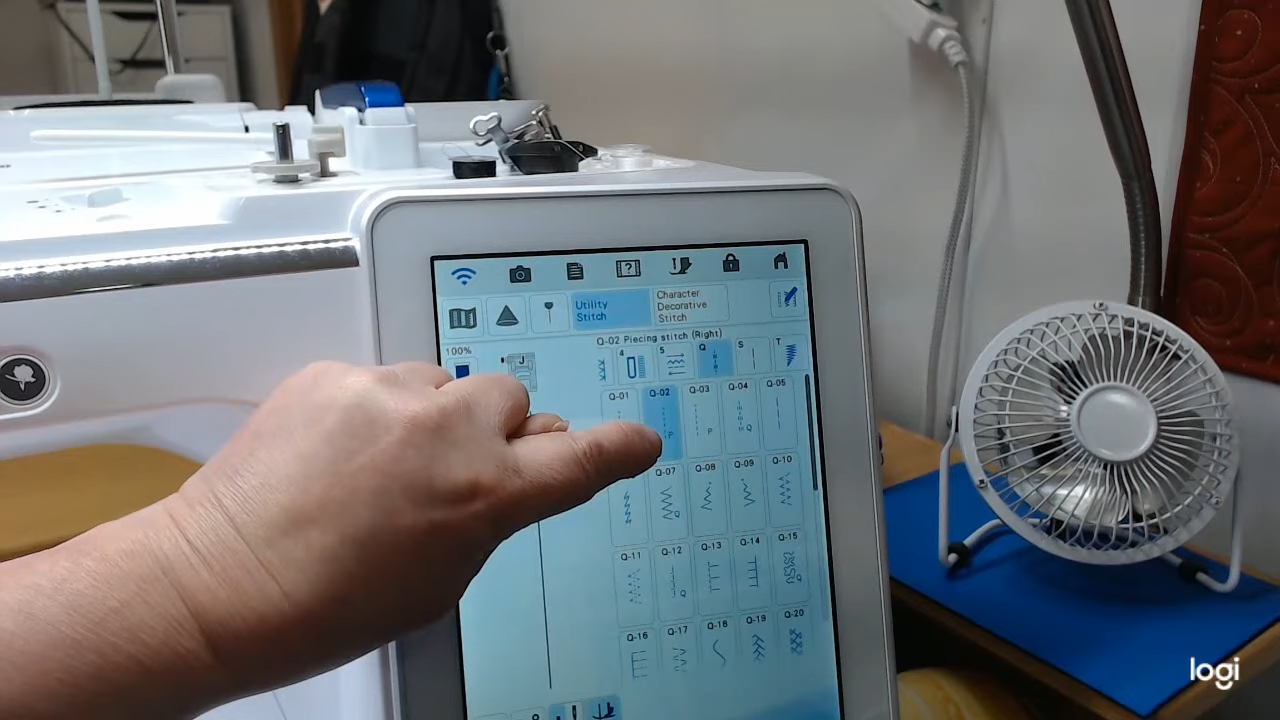 Utility
Stitch
Character
Decorative
Stitch
Q-02 Piecing stitch (Right)
100%
J
4
5
Q
S
T
Q-01
Q-02
Q-03
Q-04
Q-05
P
P
Q
Q-07
Q-08
Q-09
Q-10
Q
Q-11
Q-12
Q-13
Q-14
Q-15
Q
Q
Q-16
Q-17
Q-18
Q-19
Q-20
logi